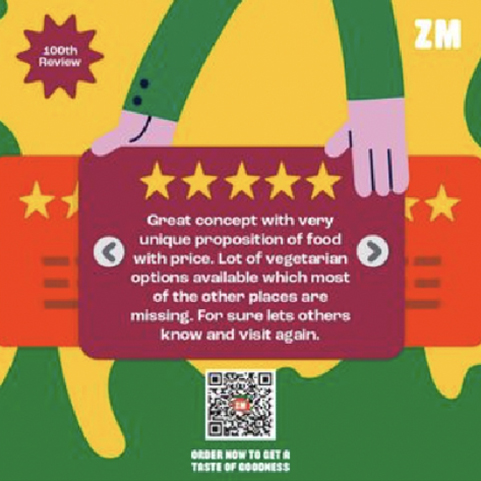 100th
Review
ZM
Great concept with very
unique proposition of food
with price. Lot of vegetarian
options available which most
of the other places are
missing. For sure lets others
know and visit again.
ZM
ORDER NOW TO GET A
TASTE OF GOODNESS